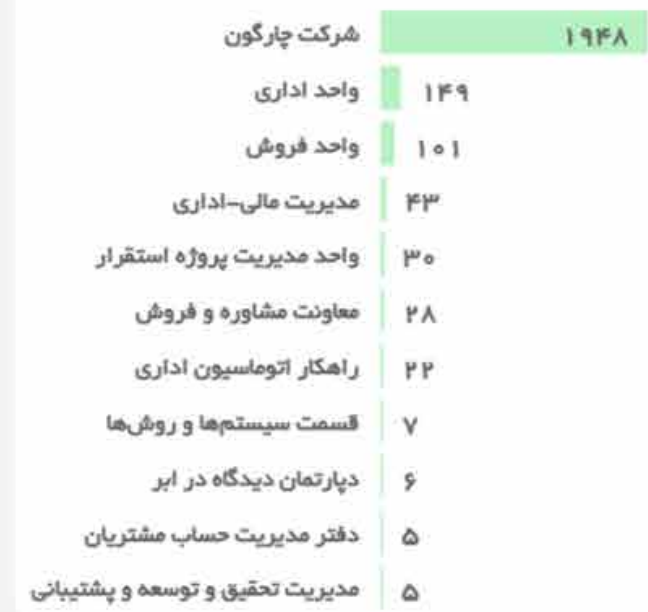 شرکت چارگون ۱۹۴۸
واحد اداری ۱۴۹
واحد فروش ۱۰۱
مدیریت مالی-اداری ۴۳
واحد مدیریت پروژه استقرار ۳۰
معاونت مشاوره و فروش ۲۸
راهکار اتوماسیون اداری ۲۲
قسمت سیستم‌ها و روش‌ها ۷
دپارتمان دیدگاه در ابر ۶
دفتر مدیریت حساب مشتریان ۵
مدیریت تحقیق و توسعه و پشتیبانی ۵